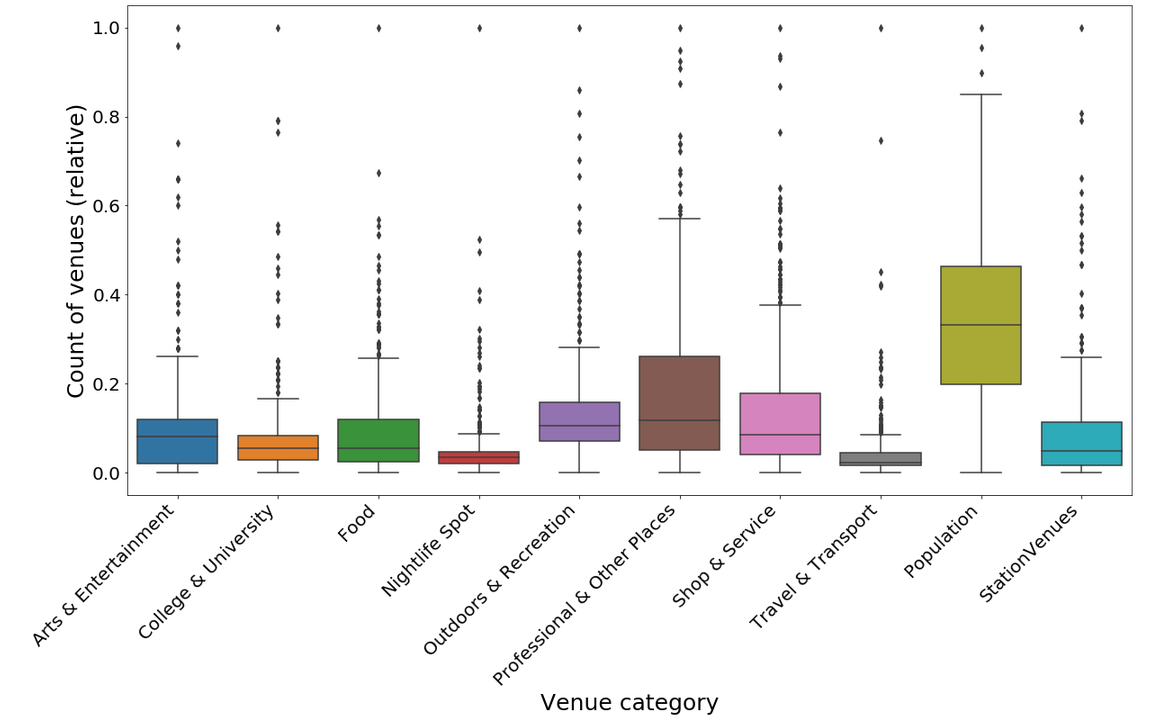 Count of venues (relative)
1.0
0.8
0.6
0.4
0.2
0.0
Arts & Entertainment
College & University
Food
Nightlife Spot
Outdoors & Recreation
Professional & Other Places
Shop & Service
Travel & Transport
Population
StationVenues
Venue category